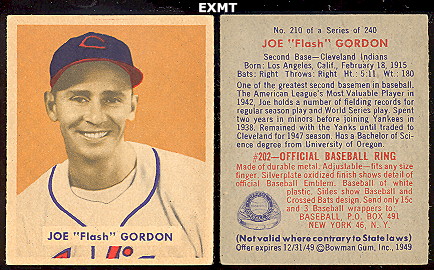 EXMT
JOE "Flash" GORDON
No. 210 of a Series of 240
JOE "Flash" GORDON
Second Base—Cleveland Indians
Born: Los Angeles, Calif., February 18, 1915
Bats: Right Throws: Right Ht: 5:11 Wt: 180
One of the greatest second basemen in baseball.
The American League's Most Valuable Player in
1942, Joe holds a number of fielding records for
regular season play and World Series play. Spent
two years in minors before joining Yankees in
1938. Remained with the Yanks until traded to
Cleveland for 1947 season. Has a Bachelor of Sci-
ence degree from University of Oregon.
#202—OFFICIAL BASEBALL RING
Made of durable metal: Adjustable—fits any size
finger. Silverplate oxidized finish shows detail of
official Baseball Emblem. Baseball of white
plastic. Sides show Baseball and
Crossed Bats design. Send only 15c
and 3 Baseball wrappers to:
BASEBALL, P.O. BOX 491
NEW YORK 46, N. Y.
(Not valid where contrary to State laws)
Offer expires 12/31/49 ©Bowman Gum, Inc., 1949